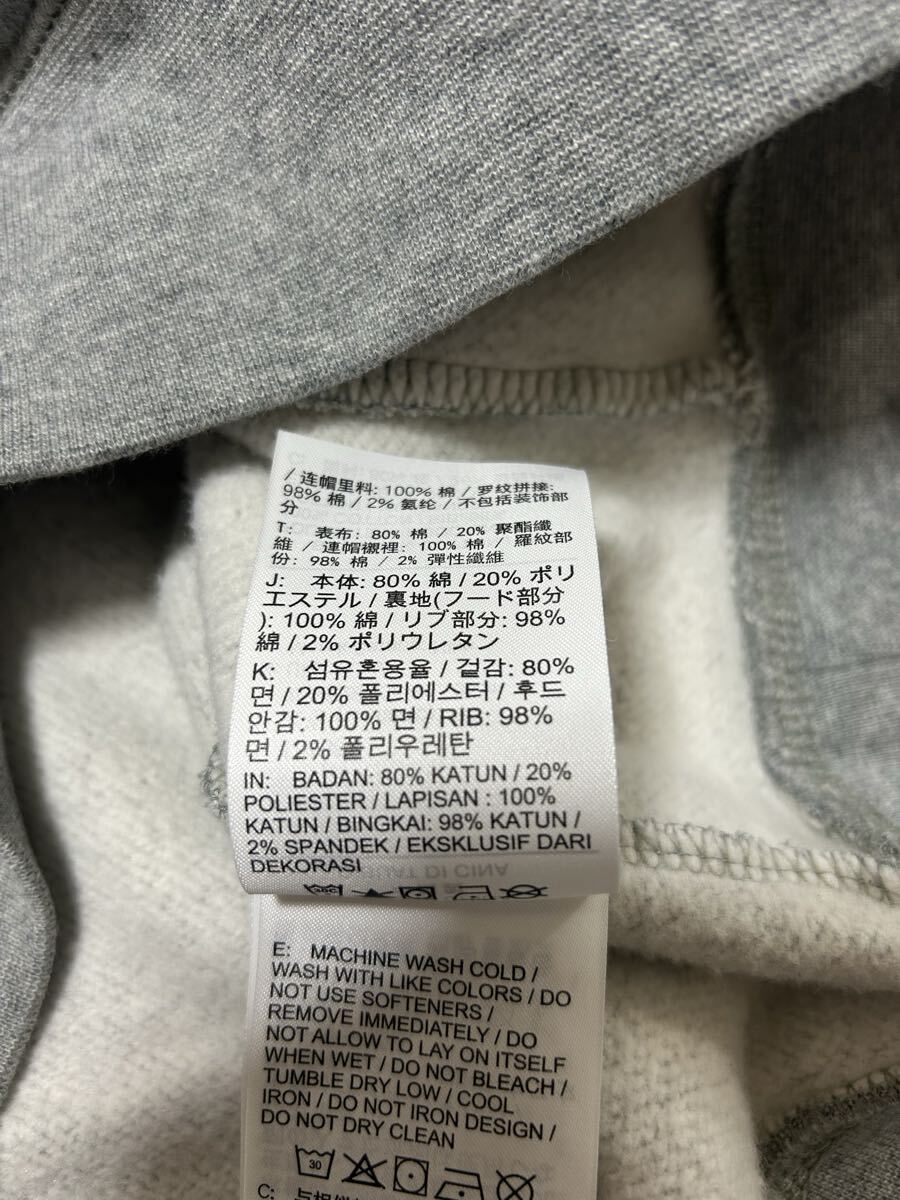 / 连帽里料: 100% 棉 / 罗纹拼接:
98% 棉 / 2% 氨纶 / 不包括装饰部
分
T: 表布: 80% 棉 / 20% 聚酯纖
維 / 連帽襯裡: 100% 棉 / 羅紋部
份: 98% 棉 / 2% 彈性纖維
J: 本体: 80% 綿 / 20% ポリ
エステル / 裏地(フード部分
): 100% 綿 / リブ部分: 98%
綿 / 2% ポリウレタン
K: 섬유혼용율 / 겉감: 80%
면 / 20% 폴리에스터 / 후드
안감: 100% 면 / RIB: 98%
면 / 2% 폴리우레탄
IN: BADAN: 80% KATUN / 20%
POLIESTER / LAPISAN : 100%
KATUN / BINGKAI: 98% KATUN /
2% SPANDEK / EKSKLUSIF DARI
DEKORASI
E: MACHINE WASH COLD /
WASH WITH LIKE COLORS / DO
NOT USE SOFTENERS /
REMOVE IMMEDIATELY / DO
NOT ALLOW TO LAY ON ITSELF
WHEN WET / DO NOT BLEACH /
TUMBLE DRY LOW / COOL
IRON / DO NOT IRON DESIGN /
DO NOT DRY CLEAN
30
C: